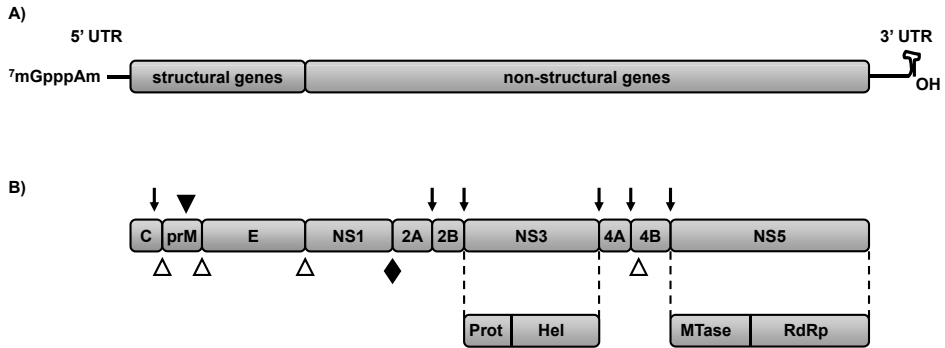 A)
5’ UTR 3’ UTR
⁷mGpppAm structural genes non-structural genes OH
B)
C prM E NS1 2A 2B NS3 4A 4B NS5
Prot Hel MTase RdRp